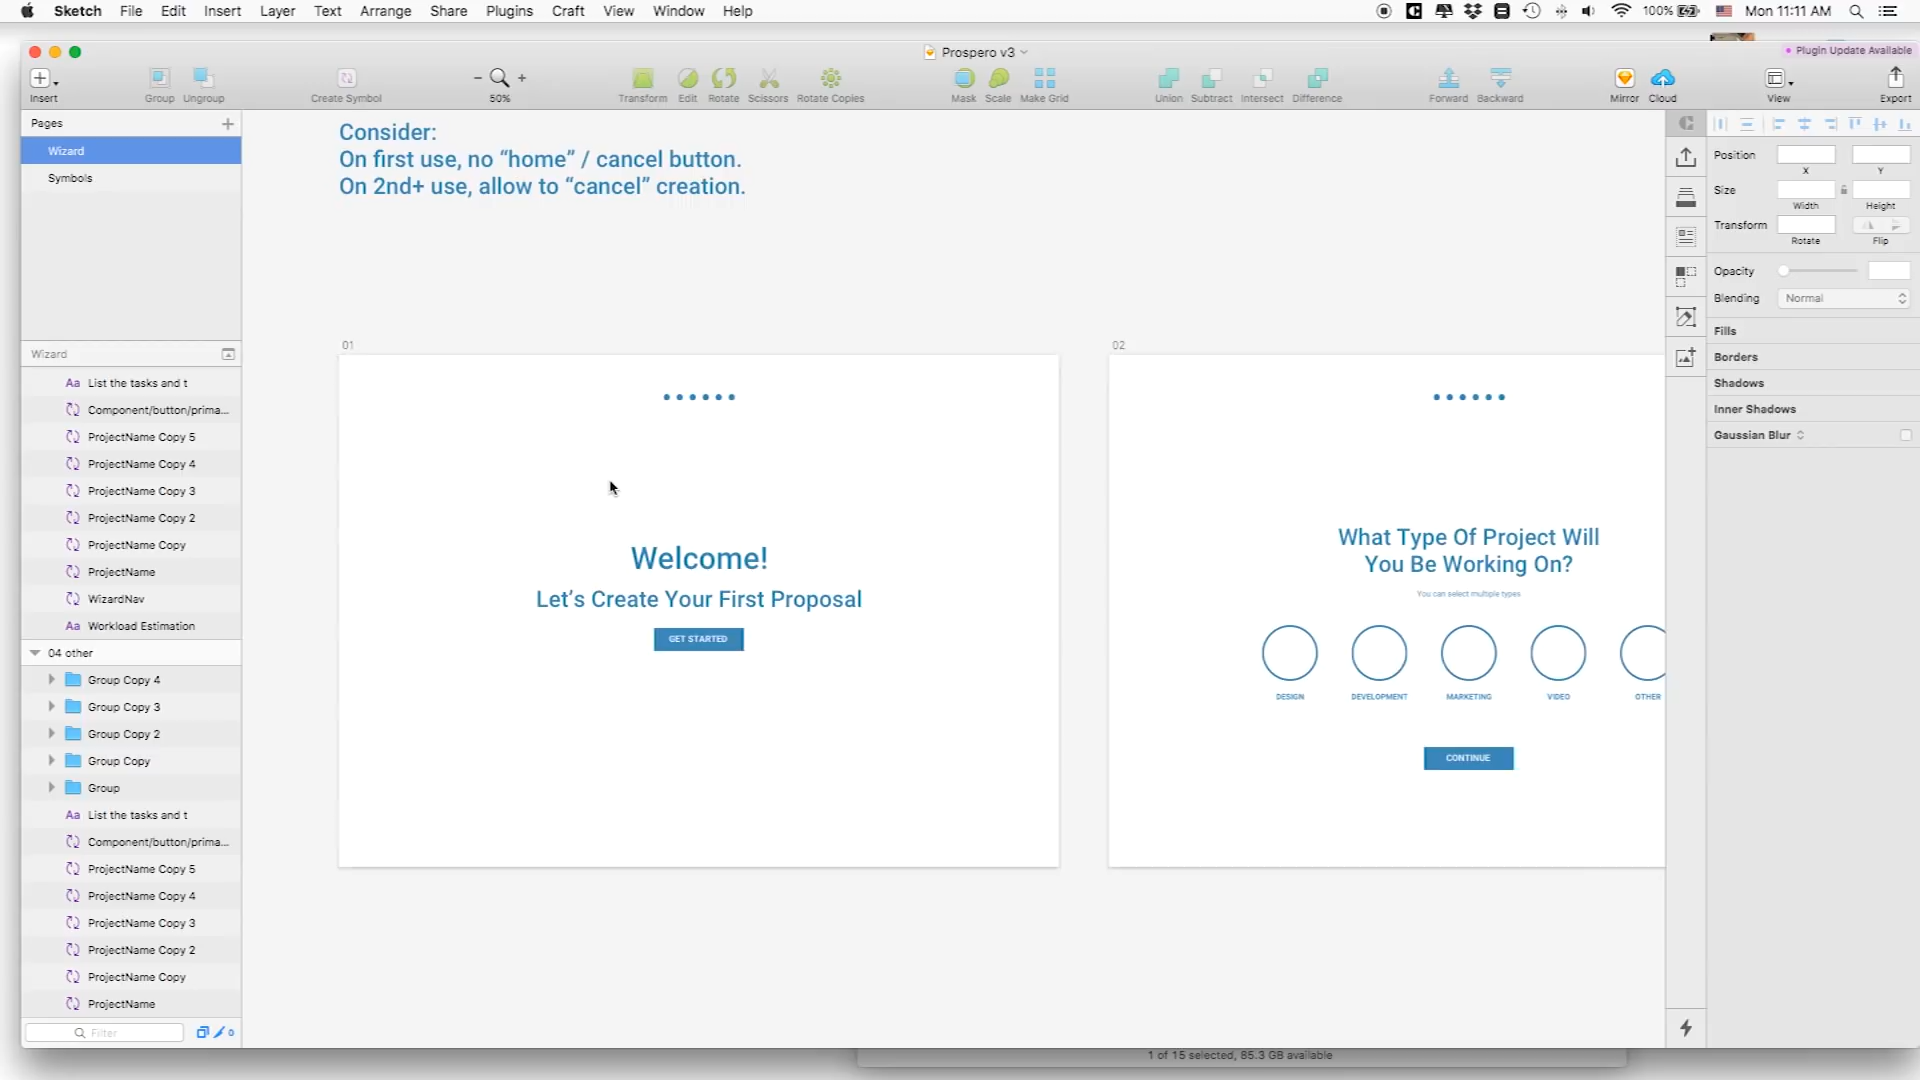 Sketch File Edit Insert Layer Text Arrange Share Plugins Craft View Window Help 100% Mon 11:11 AM
Prospero v3
Plugin Update Available
Insert Group Ungroup Create Symbol 50% Transform Edit Rotate Scissors Rotate Copies Mask Scale Make Grid Union Subtract Intersect Difference Forward Backward Mirror Cloud View Export
Pages
Wizard
Symbols
Wizard
Aa List the tasks and t
Component/button/prima...
ProjectName Copy 5
ProjectName Copy 4
ProjectName Copy 3
ProjectName Copy 2
ProjectName Copy
ProjectName
WizardNav
Aa Workload Estimation
04 other
Group Copy 4
Group Copy 3
Group Copy 2
Group Copy
Group
Aa List the tasks and t
Component/button/prima...
ProjectName Copy 5
ProjectName Copy 4
ProjectName Copy 3
ProjectName Copy 2
ProjectName Copy
ProjectName
Filter
0
Consider:
On first use, no “home” / cancel button.
On 2nd+ use, allow to “cancel” creation.
01
Welcome!
Let’s Create Your First Proposal
GET STARTED
02
What Type Of Project Will
You Be Working On?
You can select multiple types
DESIGN DEVELOPMENT MARKETING VIDEO OTHER
CONTINUE
Position
X Y
Size
Width Height
Transform
Rotate Flip
Opacity
Blending Normal
Fills
Borders
Shadows
Inner Shadows
Gaussian Blur
1 of 15 selected, 85.3 GB available